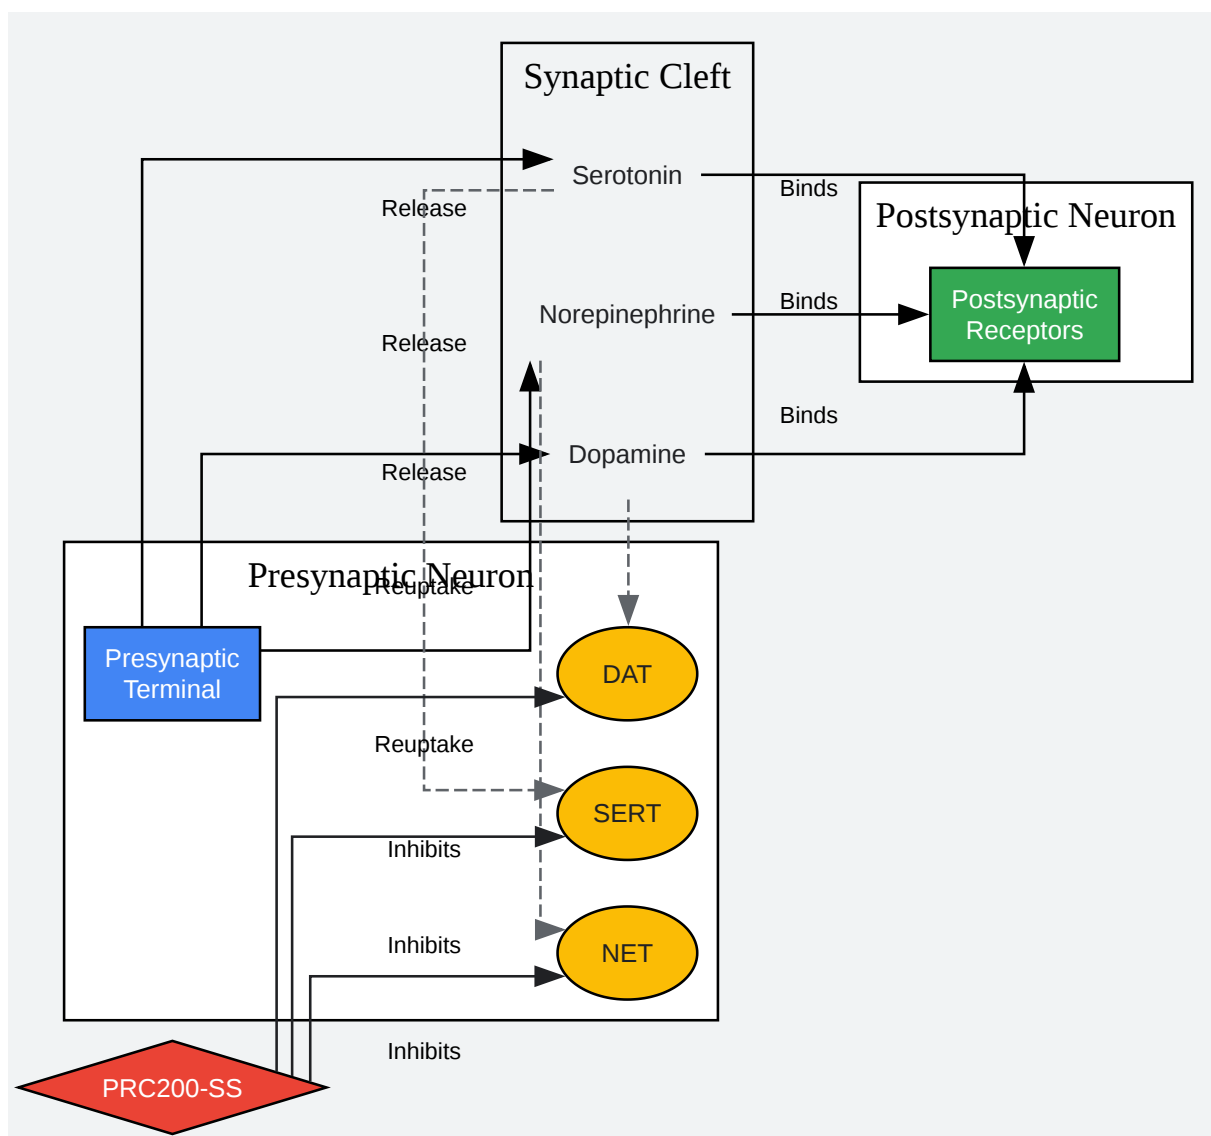 Synaptic Cleft
Serotonin
Binds
Release
Postsynaptic Neuron
Postsynaptic
Receptors
Norepinephrine
Binds
Release
Binds
Dopamine
Release
Presynaptic Neuron
Reuptake
Presynaptic
Terminal
DAT
Reuptake
SERT
Inhibits
Inhibits
NET
Inhibits
PRC200-SS